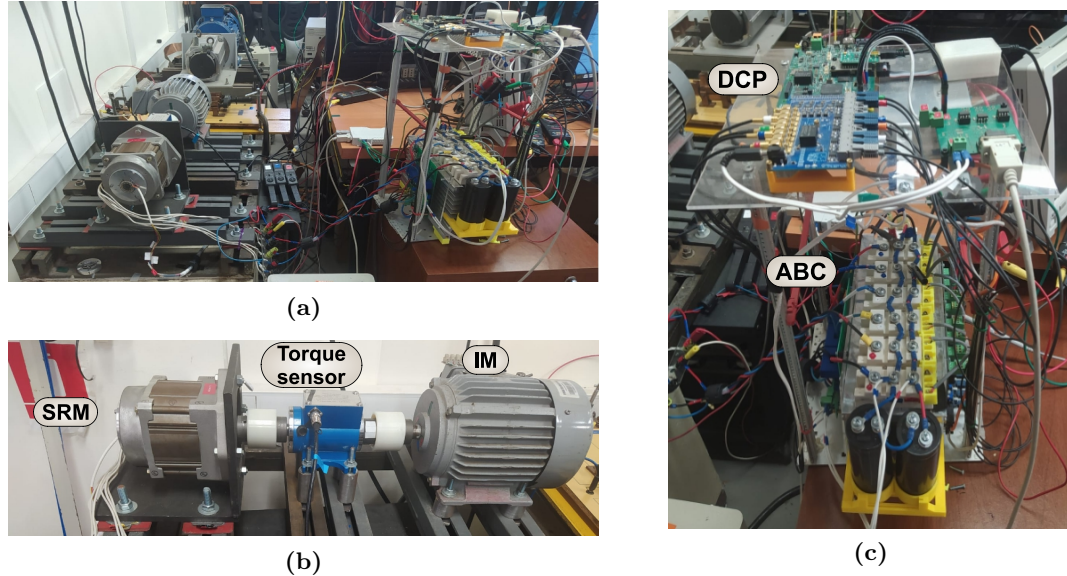 (a)
SRM
Torque
sensor
IM
(b)
DCP
ABC
(c)